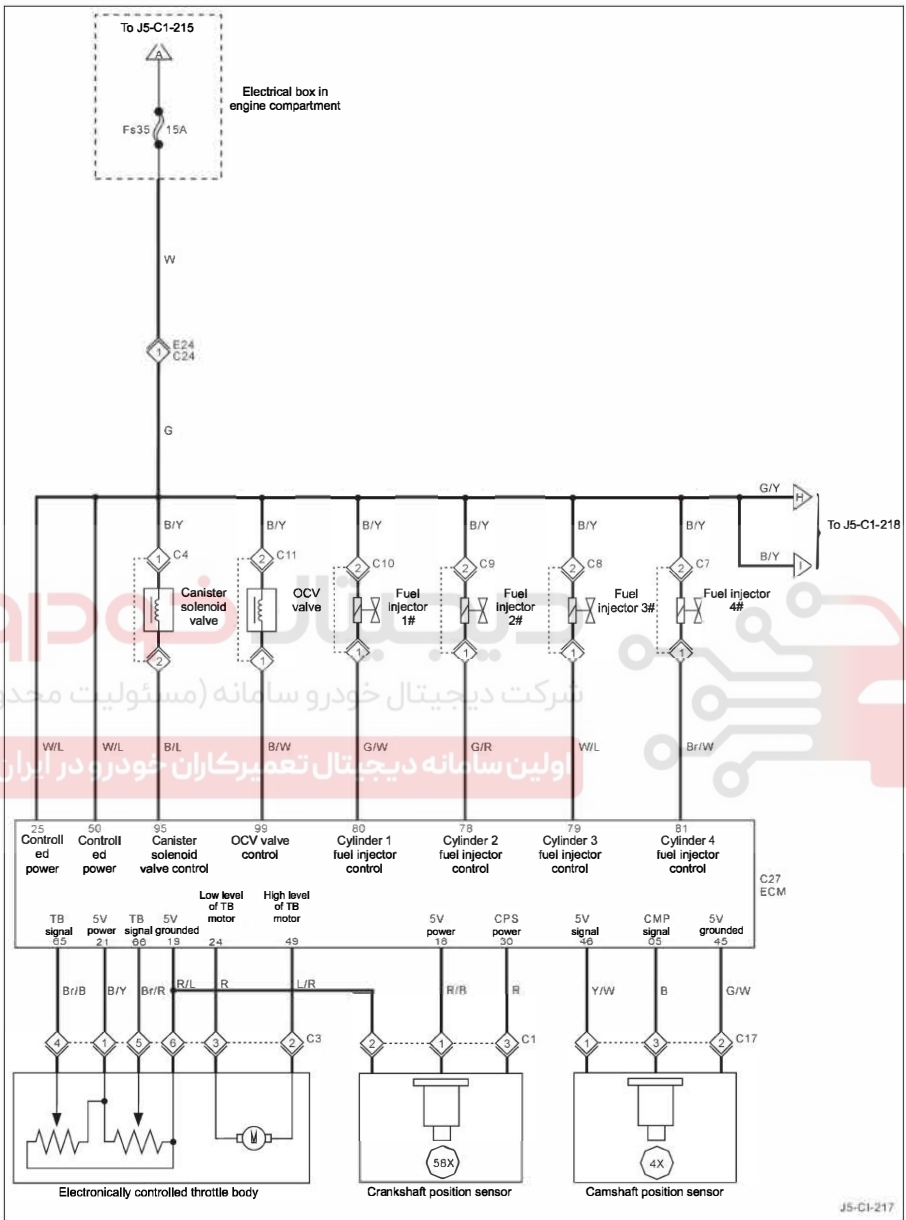 To J5-C1-215
A
Electrical box in
engine compartment
Fs35 15A
W
1 E24
C24
G
G/Y H
To J5-C1-218
B/Y I
B/Y B/Y B/Y B/Y B/Y B/Y
1 C4 2 C11 2 C10 2 C9 2 C8 2 C7
Canister
solenoid
valve
OCV
valve
Fuel
injector
1#
Fuel
injector
2#
Fuel
injector 3#
Fuel injector
4#
2 1 1 1 1 1
دیجیتال خودرو
شرکت دیجیتال خودرو سامانه (مسئولیت محدو
اولین سامانه دیجیتال تعمیرکاران خودرو در ایران
W/L W/L B/L B/W G/W G/R W/L Br/W
25 50 95 99 80 78 79 81
Controll
ed
power
Controll
ed
power
Canister
solenoid
valve control
OCV valve
control
Cylinder 1
fuel injector
control
Cylinder 2
fuel injector
control
Cylinder 3
fuel injector
control
Cylinder 4
fuel injector
control
C27
ECM
TB
signal
65
5V
power
21
TB
signal
66
5V
grounded
19
Low level
of TB
motor
24
High level
of TB
motor
49
5V
power
16
CPS
power
30
5V
signal
46
CMP
signal
05
5V
grounded
45
Br/B B/Y Br/R R/L R L/R R/B R Y/W B G/W
4 1 5 6 3 2 C3 2 1 3 C1 1 3 2 C17
M
58X
4X
Electronically controlled throttle body
Crankshaft position sensor
Camshaft position sensor
J5-CI-217